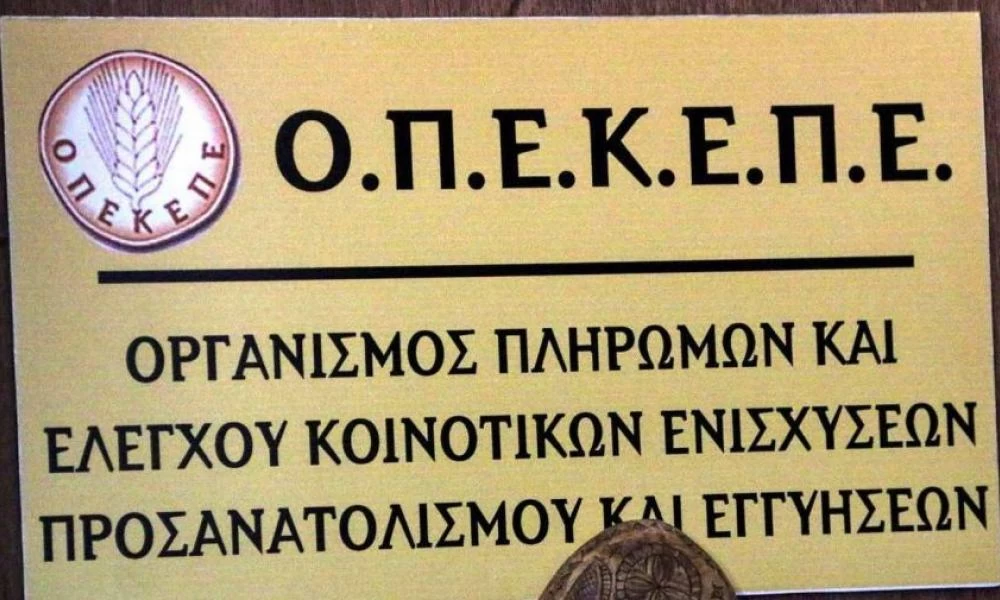 ΟΠΕΚΕΠΕ
Ο.Π.Ε.Κ.Ε.Π.Ε.
ΟΡΓΑΝΙΣΜΟΣ ΠΛΗΡΩΜΩΝ ΚΑΙ
ΕΛΕΓΧΟΥ ΚΟΙΝΟΤΙΚΩΝ ΕΝΙΣΧΥΣΕΩΝ
ΠΡΟΣΑΝΑΤΟΛΙΣΜΟΥ ΚΑΙ ΕΓΓΥΗΣΕΩΝ